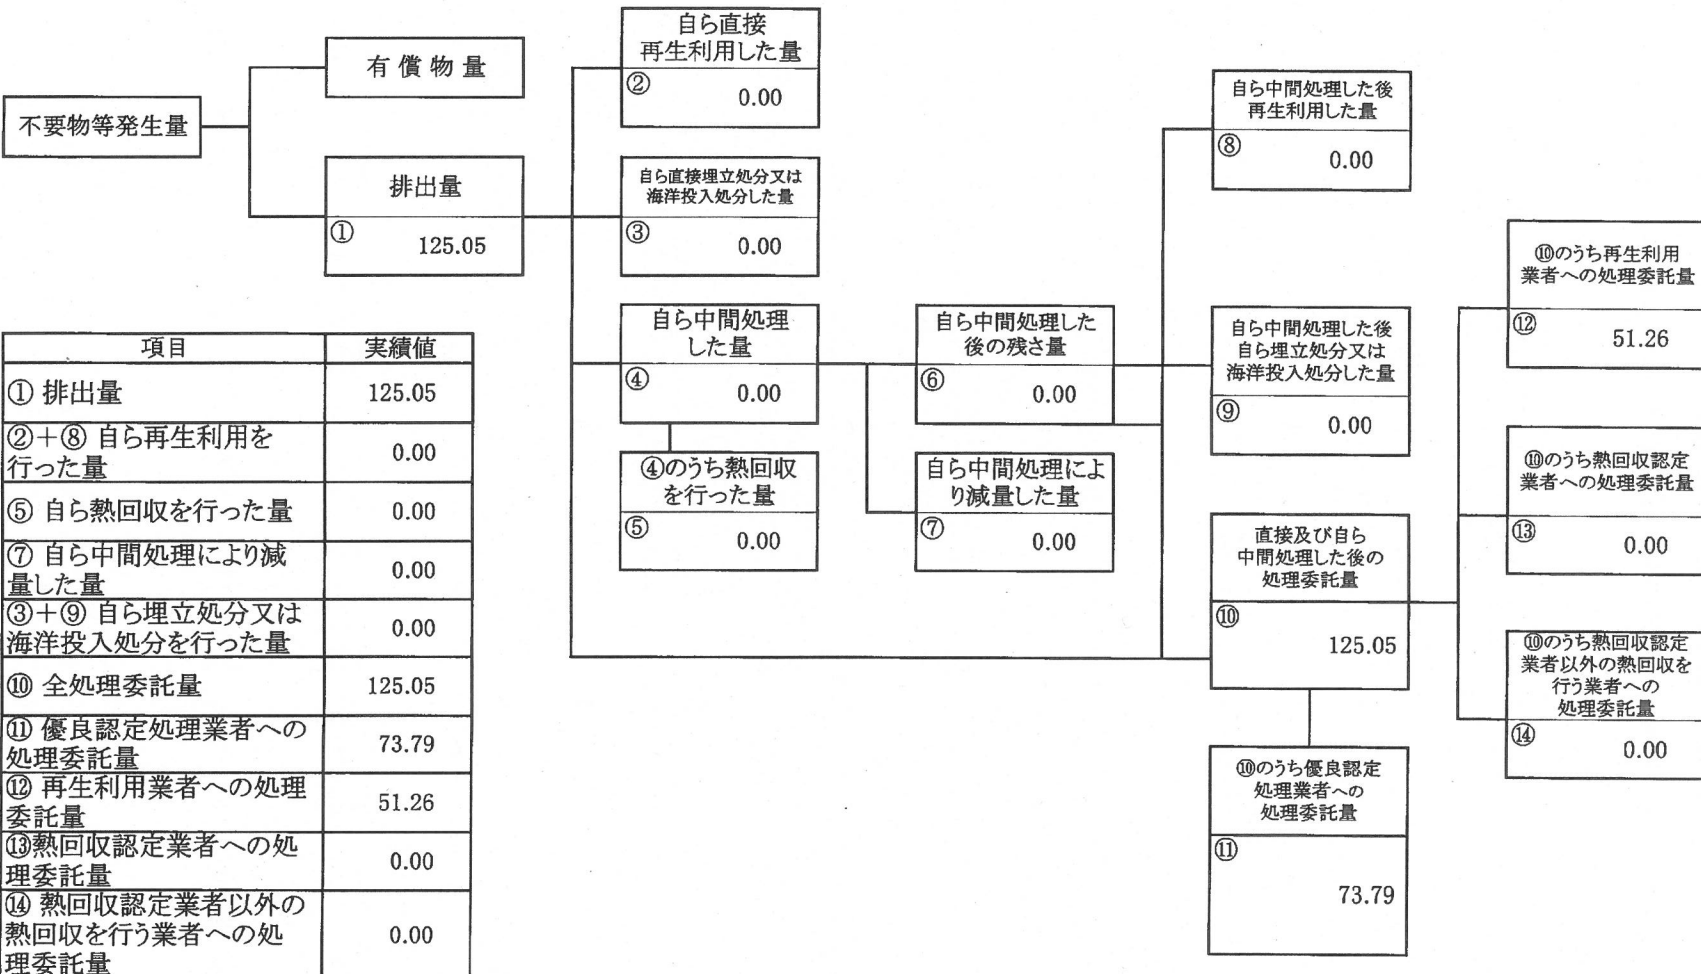 不要物等発生量
有償物量
排出量
① 125.05
自ら直接
再生利用した量
② 0.00
自ら直接埋立処分又は
海洋投入処分した量
③ 0.00
自ら中間処理
した量
④ 0.00
④のうち熱回収
を行った量
⑤ 0.00
自ら中間処理した
後の残さ量
⑥ 0.00
自ら中間処理によ
り減量した量
⑦ 0.00
自ら中間処理した後
再生利用した量
⑧ 0.00
自ら中間処理した後
自ら埋立処分又は
海洋投入処分した量
⑨ 0.00
直接及び自ら
中間処理した後の
処理委託量
⑩
125.05
⑩のうち優良認定
処理業者への
処理委託量
⑪
73.79
⑩のうち再生利用
業者への処理委託量
⑫ 51.26
⑩のうち熱回収認定
業者への処理委託量
⑬ 0.00
⑩のうち熱回収認定
業者以外の熱回収を
行う業者への
処理委託量
⑭ 0.00
項目 実績値
① 排出量 125.05
②+⑧ 自ら再生利用を
行った量 0.00
⑤ 自ら熱回収を行った量 0.00
⑦ 自ら中間処理により減
量した量 0.00
③+⑨ 自ら埋立処分又は
海洋投入処分を行った量 0.00
⑩ 全処理委託量 125.05
⑪ 優良認定処理業者への
処理委託量 73.79
⑫ 再生利用業者への処理
委託量 51.26
⑬熱回収認定業者への処
理委託量 0.00
⑭ 熱回収認定業者以外の
熱回収を行う業者への処
理委託量 0.00